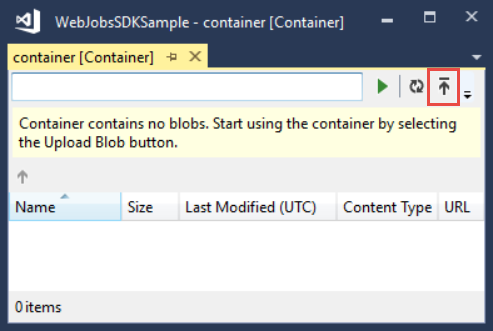 WebJobsSDKSample - container [Container]
container [Container]
Container contains no blobs. Start using the container by selecting
the Upload Blob button.
Name Size Last Modified (UTC) Content Type URL
0 items